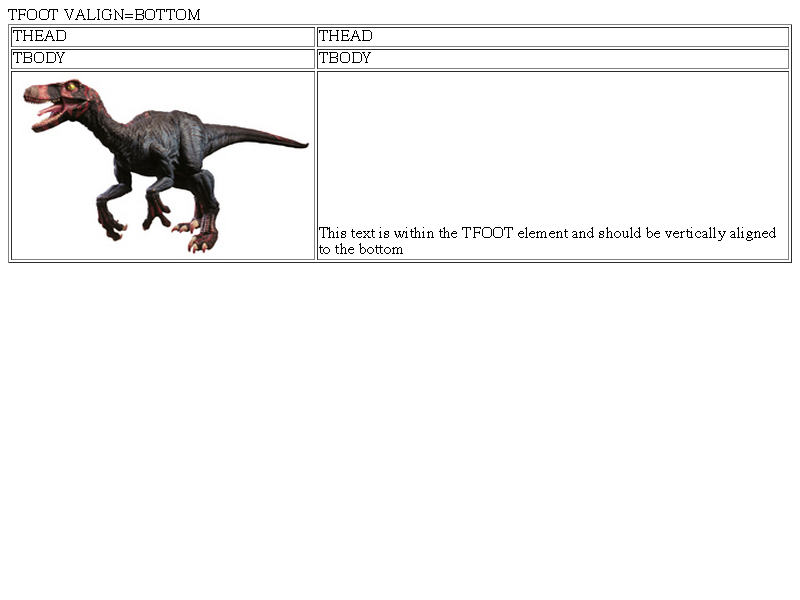 TFOOT VALIGN=BOTTOM
THEAD THEAD
TBODY TBODY
This text is within the TFOOT element and should be vertically aligned
to the bottom